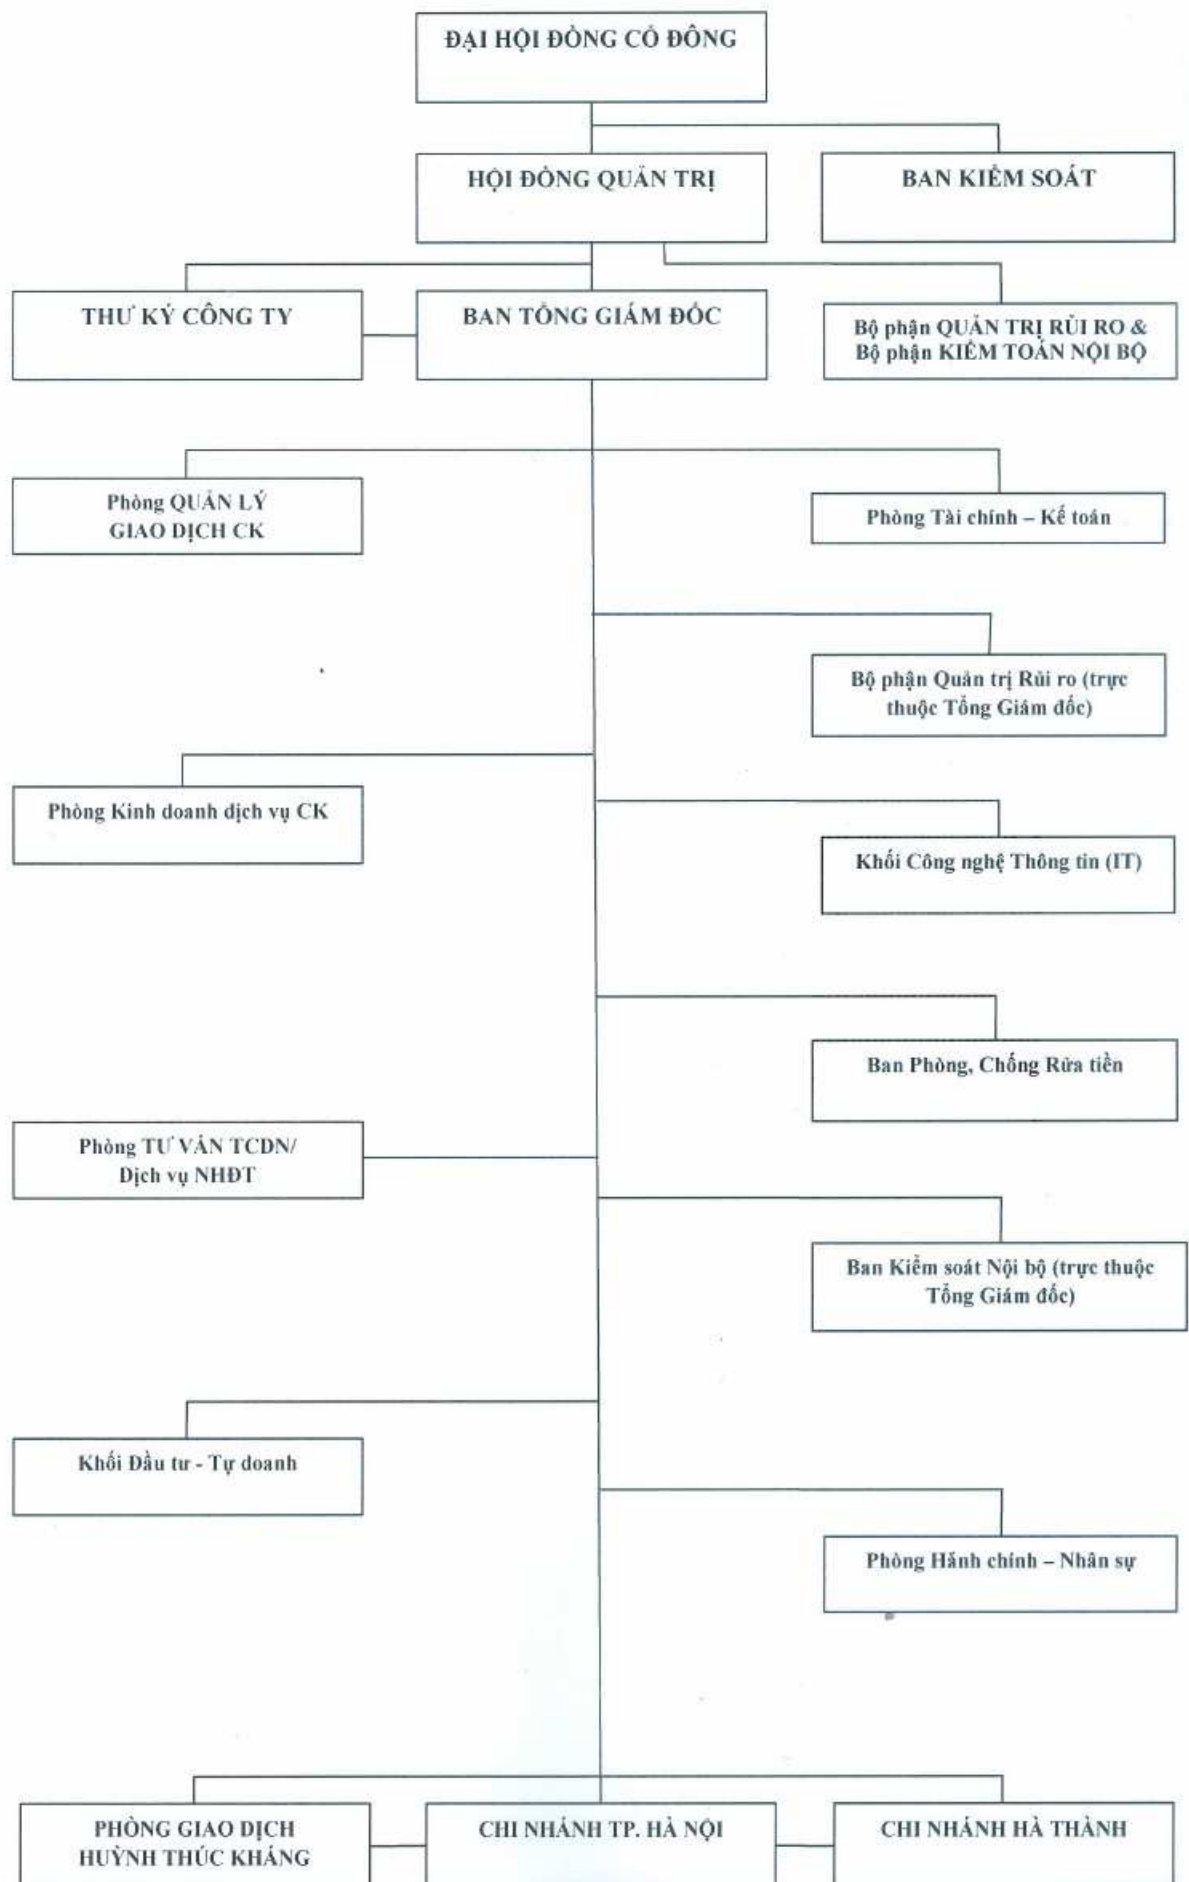 ĐẠI HỘI ĐỒNG CỔ ĐÔNG
HỘI ĐỒNG QUẢN TRỊ
BAN KIỂM SOÁT
THƯ KÝ CÔNG TY
BAN TỔNG GIÁM ĐỐC
Bộ phận QUẢN TRỊ RỦI RO &
Bộ phận KIỂM TOÁN NỘI BỘ
Phòng QUẢN LÝ
GIAO DỊCH CK
Phòng Tài chính – Kế toán
Bộ phận Quản trị Rủi ro (trực
thuộc Tổng Giám đốc)
Phòng Kinh doanh dịch vụ CK
Khối Công nghệ Thông tin (IT)
Ban Phòng, Chống Rửa tiền
Phòng TƯ VẤN TCDN/
Dịch vụ NHĐT
Ban Kiểm soát Nội bộ (trực thuộc
Tổng Giám đốc)
Khối Đầu tư - Tự doanh
Phòng Hành chính – Nhân sự
PHÒNG GIAO DỊCH
HUỲNH THÚC KHÁNG
CHI NHÁNH TP. HÀ NỘI
CHI NHÁNH HÀ THÀNH